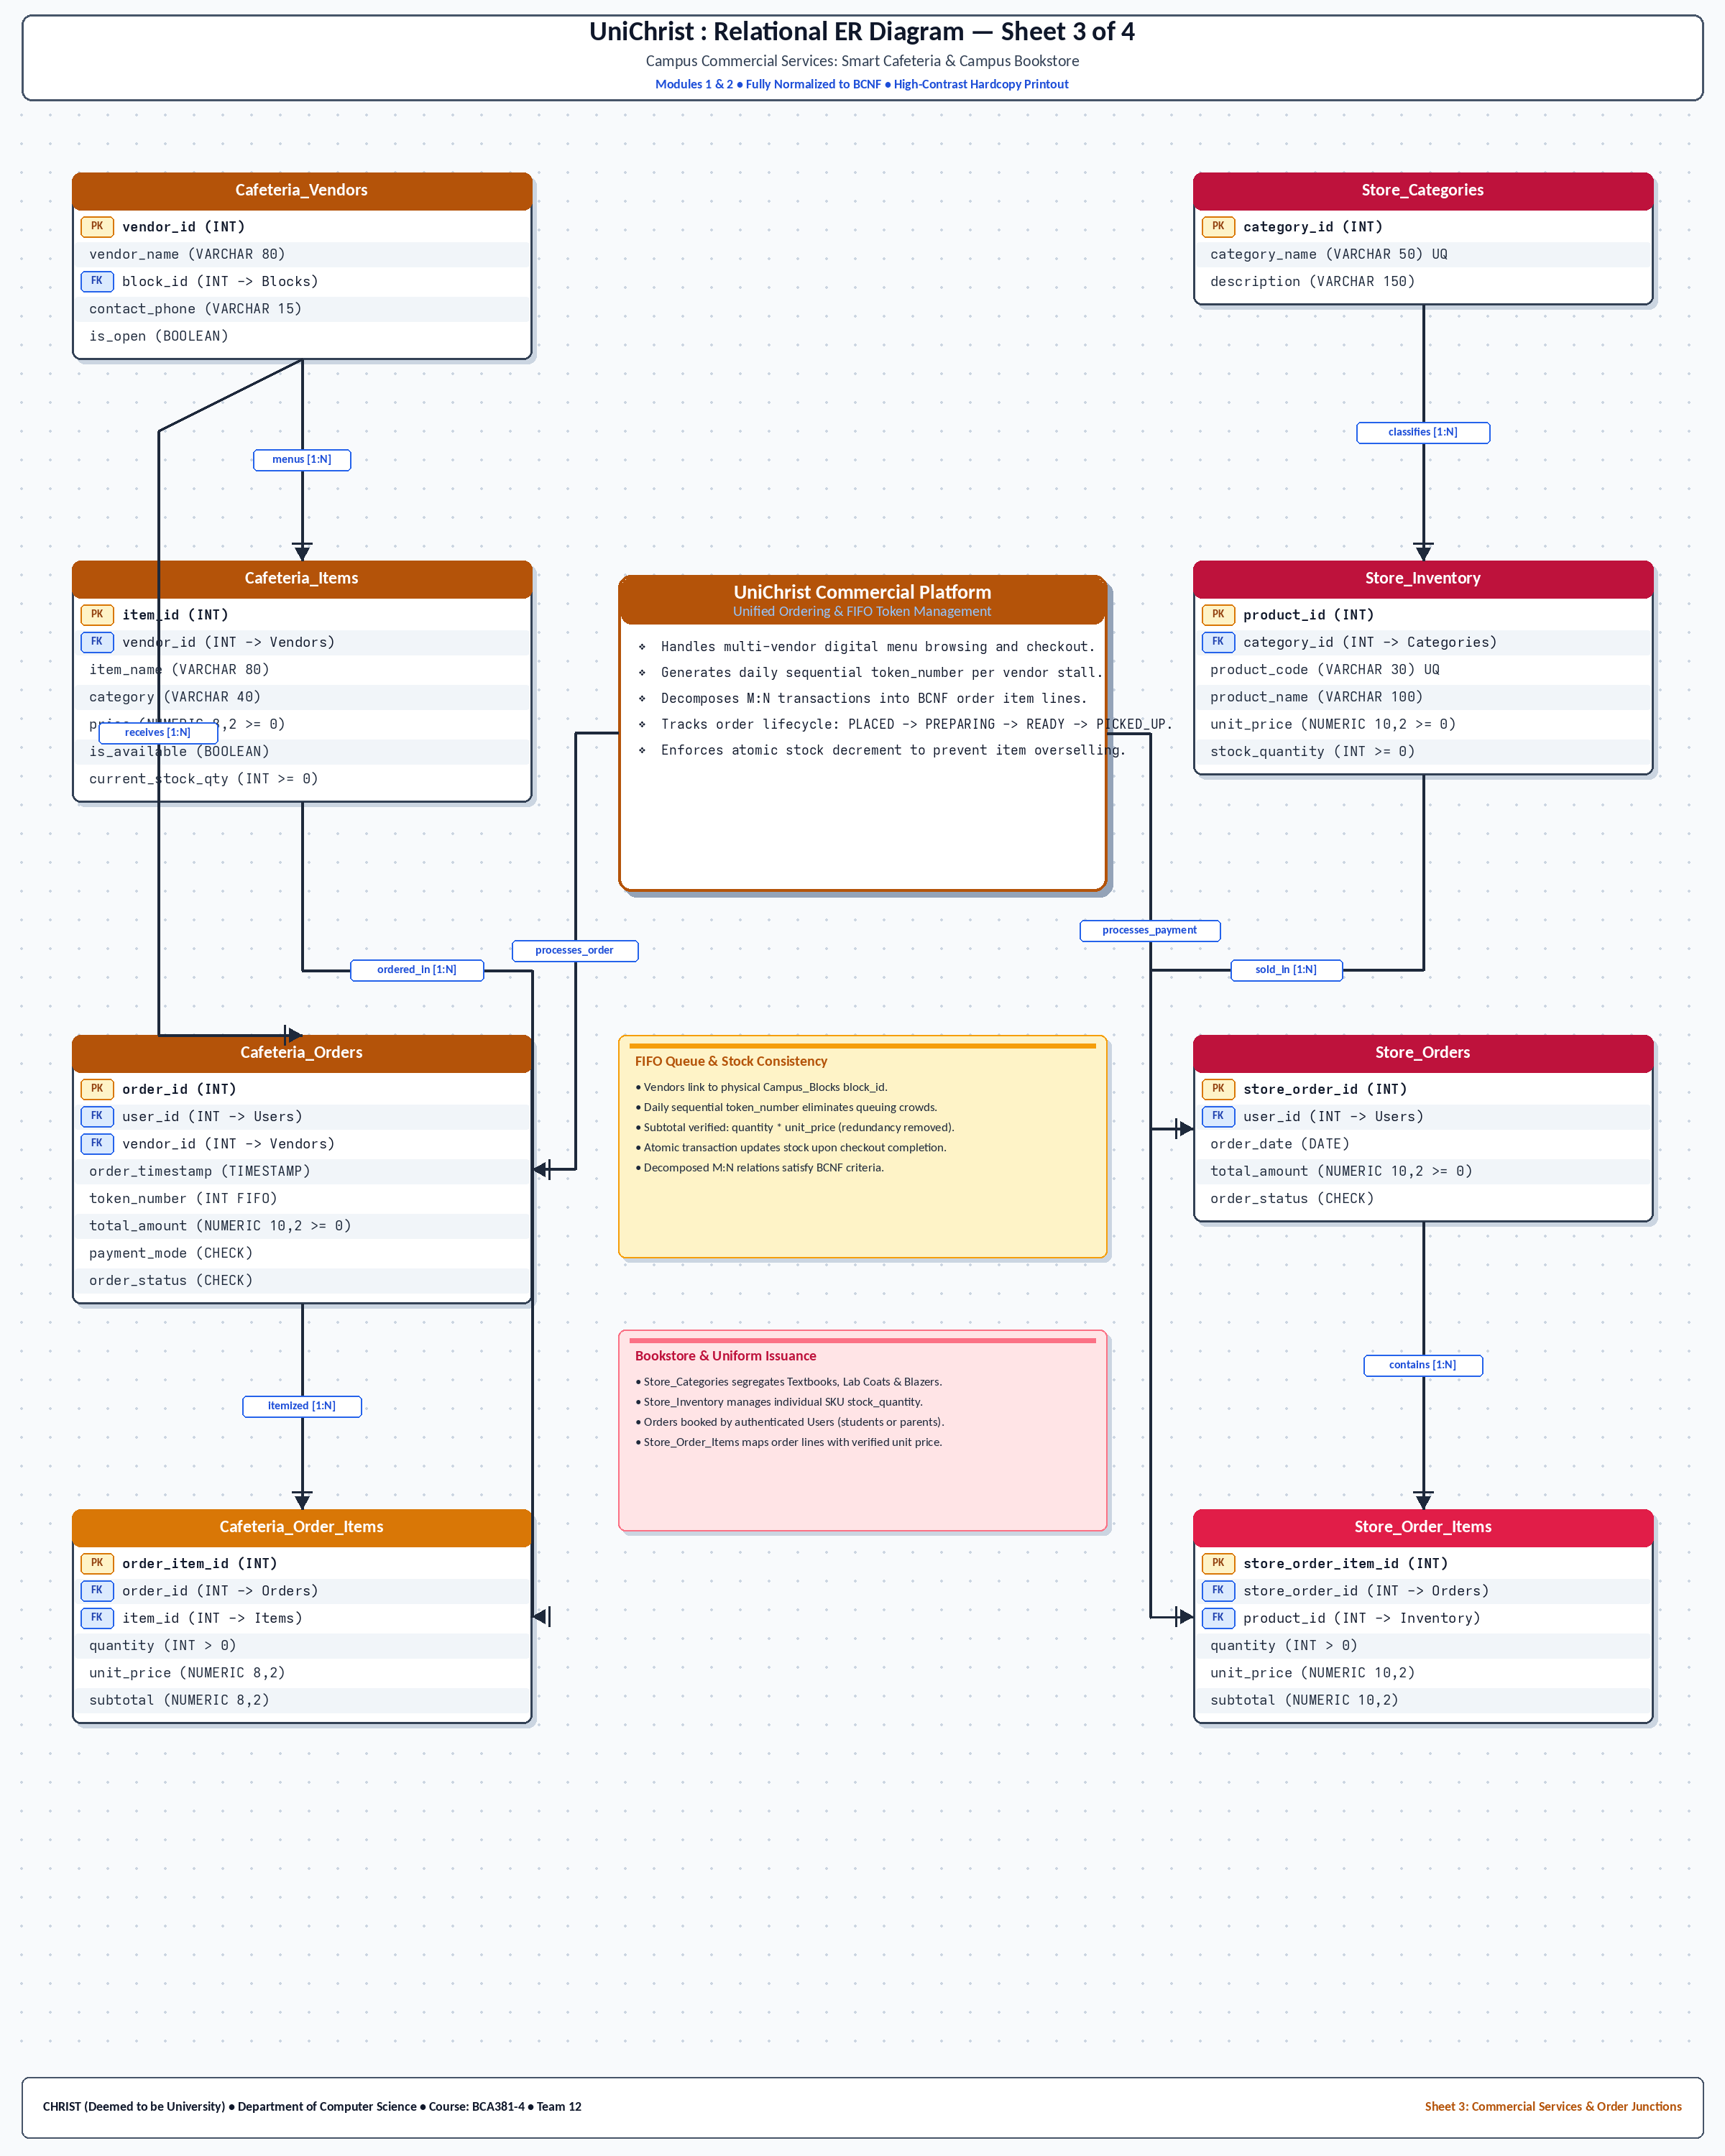 UniChrist : Relational ER Diagram — Sheet 3 of 4
Campus Commercial Services: Smart Cafeteria & Campus Bookstore
Modules 1 & 2 • Fully Normalized to BCNF • High-Contrast Hardcopy Printout
Cafeteria_Vendors
PK vendor_id (INT)
vendor_name (VARCHAR 80)
FK block_id (INT -> Blocks)
contact_phone (VARCHAR 15)
is_open (BOOLEAN)
Store_Categories
PK category_id (INT)
category_name (VARCHAR 50) UQ
description (VARCHAR 150)
menus [1:N]
classifies [1:N]
Cafeteria_Items
PK item_id (INT)
FK vendor_id (INT -> Vendors)
item_name (VARCHAR 80)
category (VARCHAR 40)
price (NUMERIC 8,2 >= 0)
receives [1:N]
is_available (BOOLEAN)
current_stock_qty (INT >= 0)
UniChrist Commercial Platform
Unified Ordering & FIFO Token Management
❖ Handles multi-vendor digital menu browsing and checkout.
❖ Generates daily sequential token_number per vendor stall.
❖ Decomposes M:N transactions into BCNF order item lines.
❖ Tracks order lifecycle: PLACED -> PREPARING -> READY -> PICKED_UP.
❖ Enforces atomic stock decrement to prevent item overselling.
Store_Inventory
PK product_id (INT)
FK category_id (INT -> Categories)
product_code (VARCHAR 30) UQ
product_name (VARCHAR 100)
unit_price (NUMERIC 10,2 >= 0)
stock_quantity (INT >= 0)
processes_order
processes_payment
ordered_in [1:N]
sold_in [1:N]
Cafeteria_Orders
PK order_id (INT)
FK user_id (INT -> Users)
FK vendor_id (INT -> Vendors)
order_timestamp (TIMESTAMP)
token_number (INT FIFO)
total_amount (NUMERIC 10,2 >= 0)
payment_mode (CHECK)
order_status (CHECK)
FIFO Queue & Stock Consistency
• Vendors link to physical Campus_Blocks block_id.
• Daily sequential token_number eliminates queuing crowds.
• Subtotal verified: quantity * unit_price (redundancy removed).
• Atomic transaction updates stock upon checkout completion.
• Decomposed M:N relations satisfy BCNF criteria.
Store_Orders
PK store_order_id (INT)
FK user_id (INT -> Users)
order_date (DATE)
total_amount (NUMERIC 10,2 >= 0)
order_status (CHECK)
Bookstore & Uniform Issuance
• Store_Categories segregates Textbooks, Lab Coats & Blazers.
• Store_Inventory manages individual SKU stock_quantity.
• Orders booked by authenticated Users (students or parents).
• Store_Order_Items maps order lines with verified unit price.
itemized [1:N]
contains [1:N]
Cafeteria_Order_Items
PK order_item_id (INT)
FK order_id (INT -> Orders)
FK item_id (INT -> Items)
quantity (INT > 0)
unit_price (NUMERIC 8,2)
subtotal (NUMERIC 8,2)
Store_Order_Items
PK store_order_item_id (INT)
FK store_order_id (INT -> Orders)
FK product_id (INT -> Inventory)
quantity (INT > 0)
unit_price (NUMERIC 10,2)
subtotal (NUMERIC 10,2)
CHRIST (Deemed to be University) • Department of Computer Science • Course: BCA381-4 • Team 12
Sheet 3: Commercial Services & Order Junctions